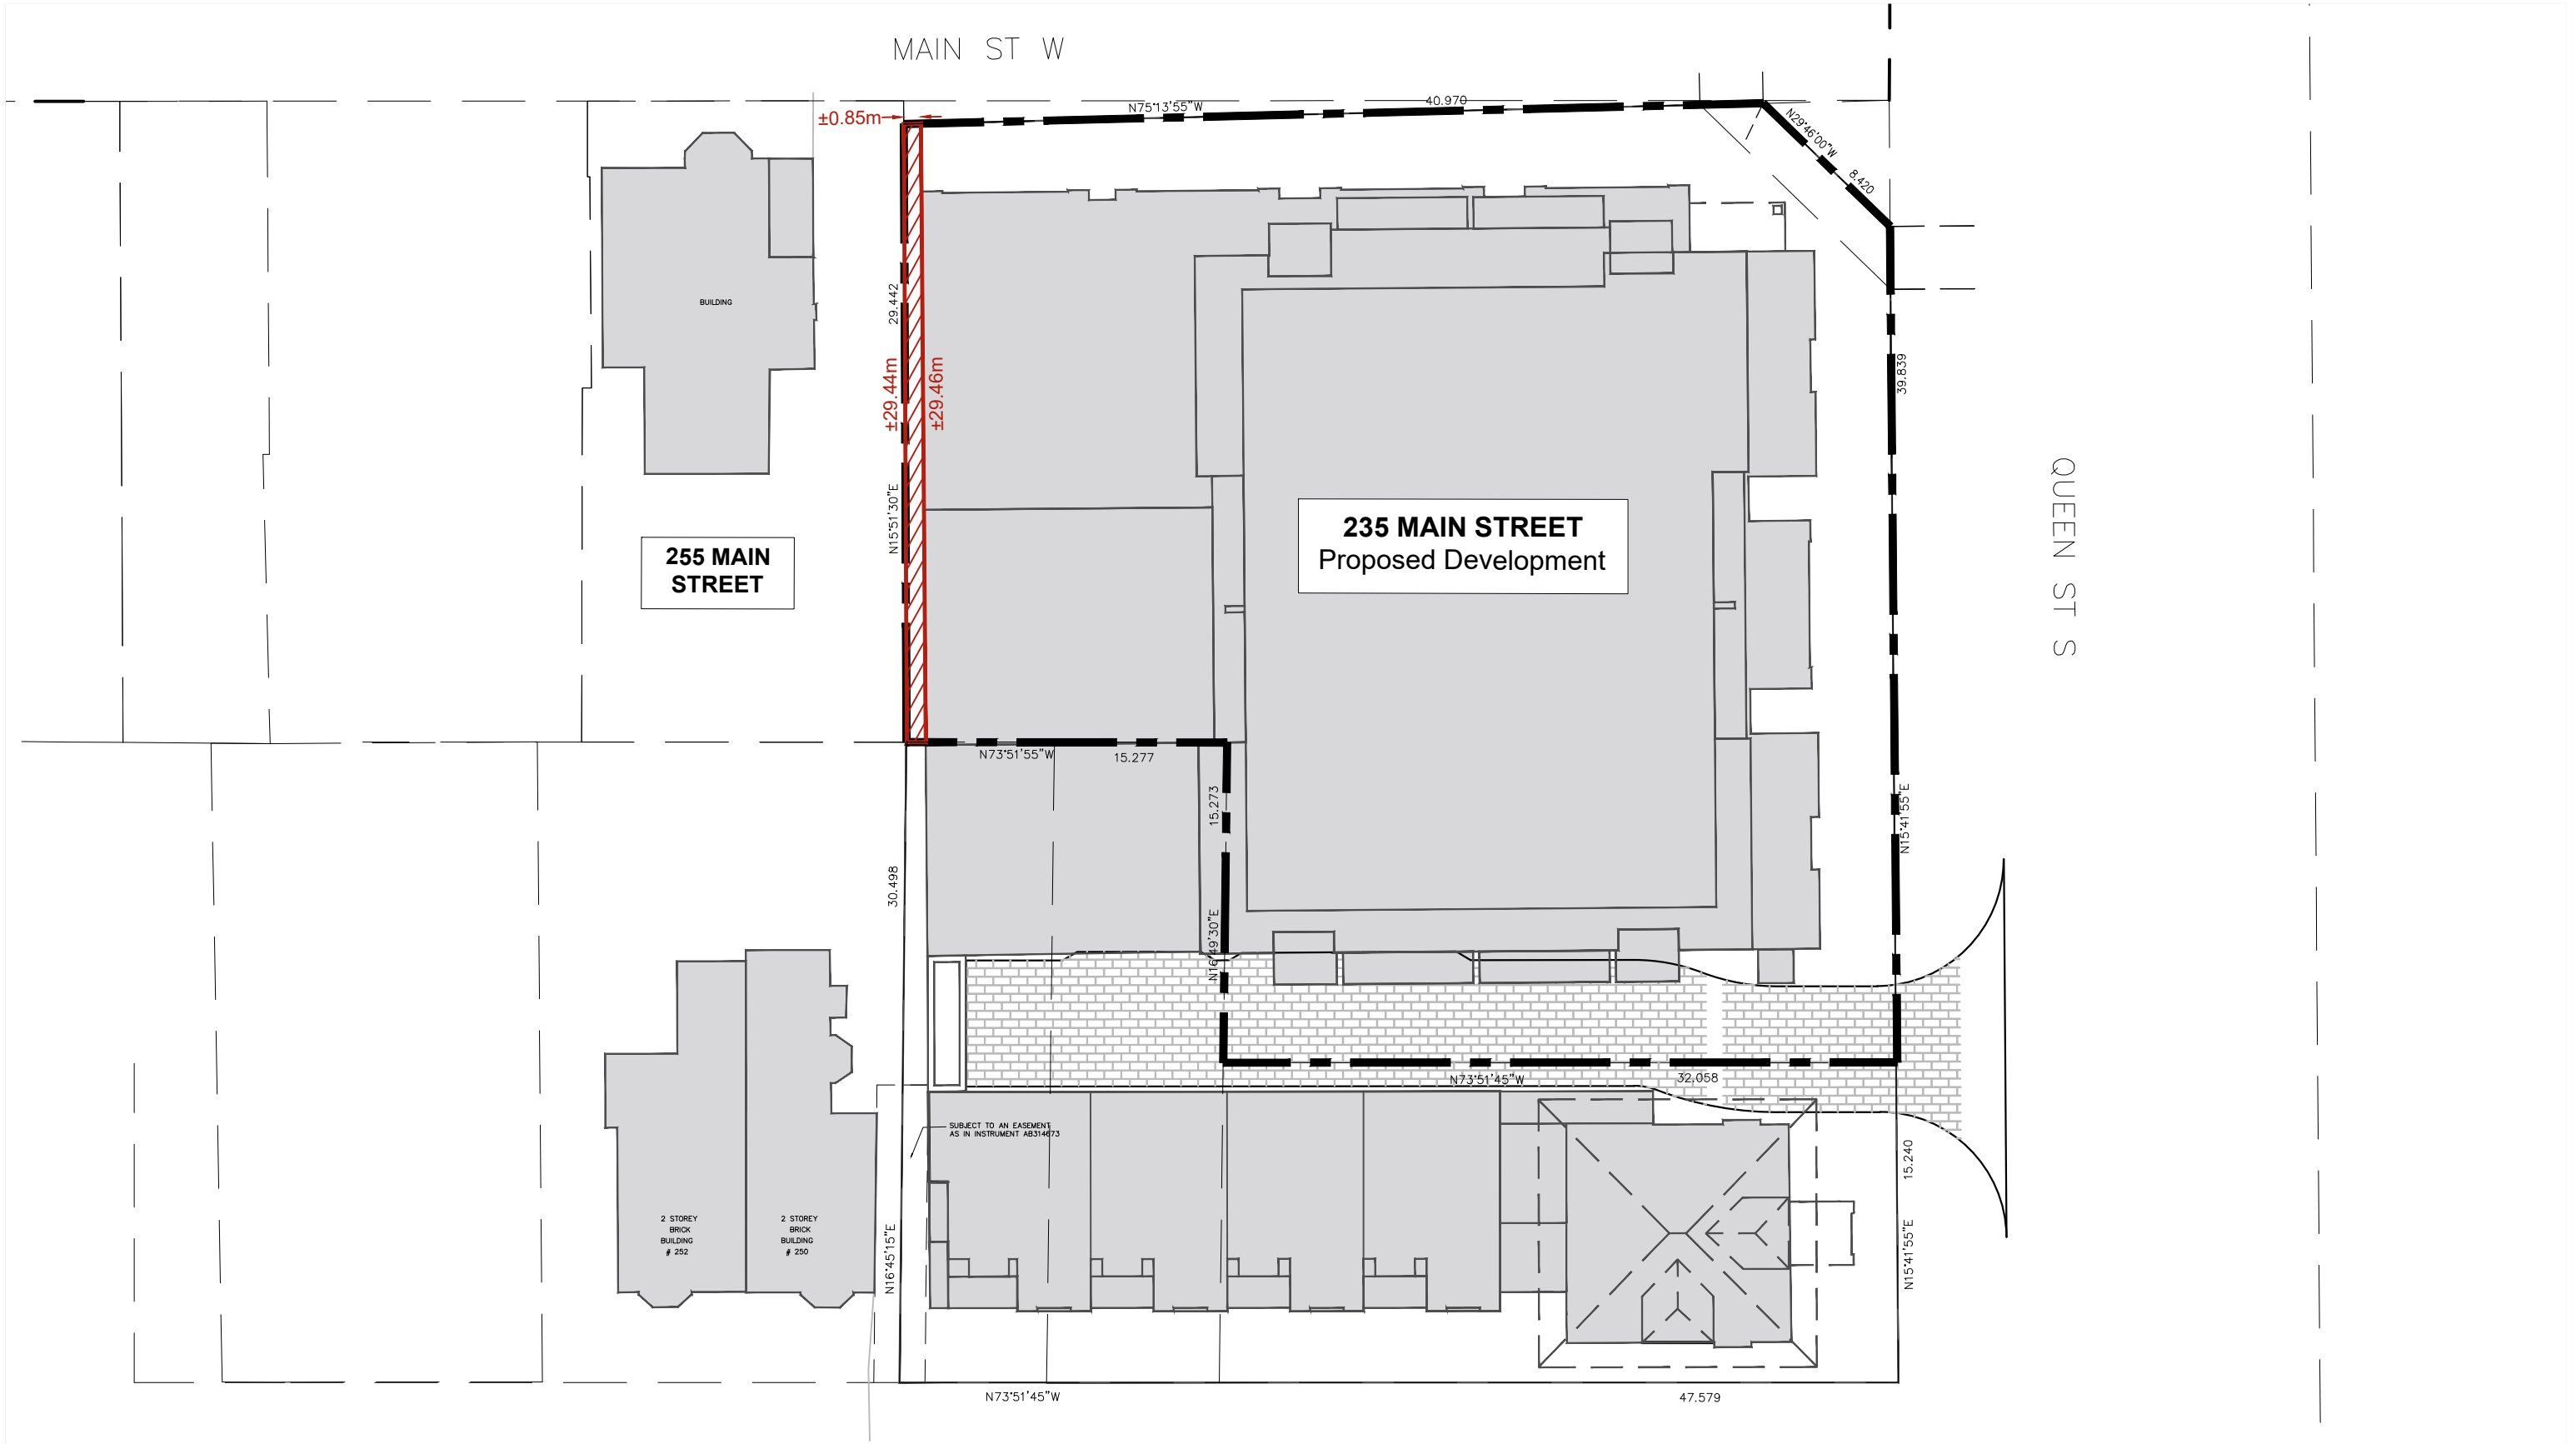 MAIN ST W
N75°13'55"W
40.970
±0.85m
N29°46'00"W
8.420
BUILDING
29.442
±29.44m
±29.46m
39.839
N15°51'30"E
255 MAIN
STREET
235 MAIN STREET
Proposed Development
QUEEN ST S
N73°51'55"W
15.277
15.273
N15°41'55"E
30.498
N16°49'30"E
N73°51'45"W
32.058
SUBJECT TO AN EASEMENT
AS IN INSTRUMENT AB314673
15.240
2 STOREY
BRICK
BUILDING
# 252
2 STOREY
BRICK
BUILDING
# 250
N16°45'15"E
N15°41'55"E
N73°51'45"W
47.579